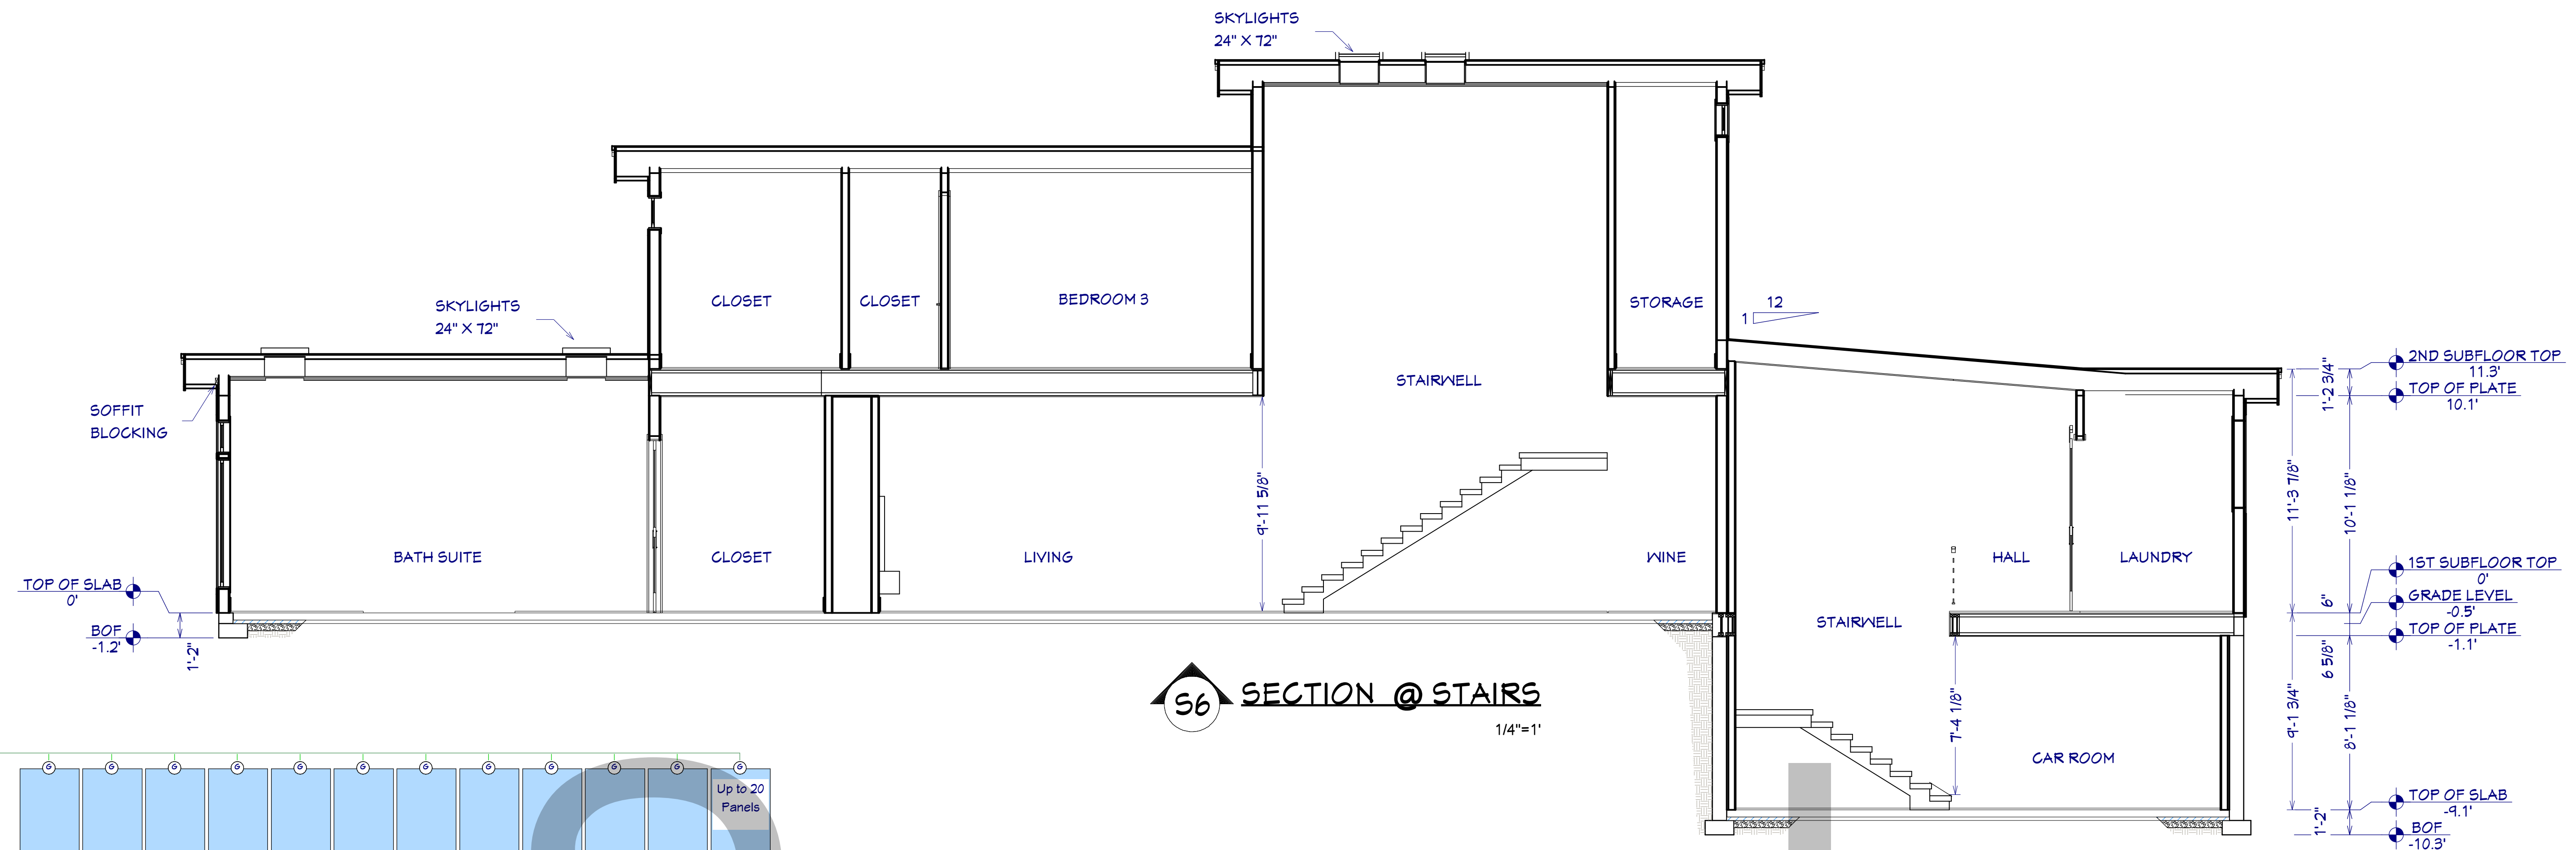 SKYLIGHTS
24" X 72"
SKYLIGHTS
24" X 72"
CLOSET
CLOSET
BEDROOM 3
STORAGE
12
1
STAIRWELL
SOFFIT
BLOCKING
BATH SUITE
CLOSET
LIVING
9'-11 5/8"
WINE
HALL
LAUNDRY
STAIRWELL
CAR ROOM
7'-4 1/8"
TOP OF SLAB
0'
BOF
-1.2'
1'-2"
2ND SUBFLOOR TOP
11.3'
TOP OF PLATE
10.1'
1'-2 3/4"
11'-3 7/8"
10'-1 1/8"
1ST SUBFLOOR TOP
0'
6"
GRADE LEVEL
-0.5'
TOP OF PLATE
-1.1'
6 5/8"
9'-1 3/4"
8'-1 1/8"
TOP OF SLAB
-9.1'
1'-2"
BOF
-10.3'
S6
SECTION @ STAIRS
1/4"=1'
G G G G G G G G G G G G
Up to 20
Panels